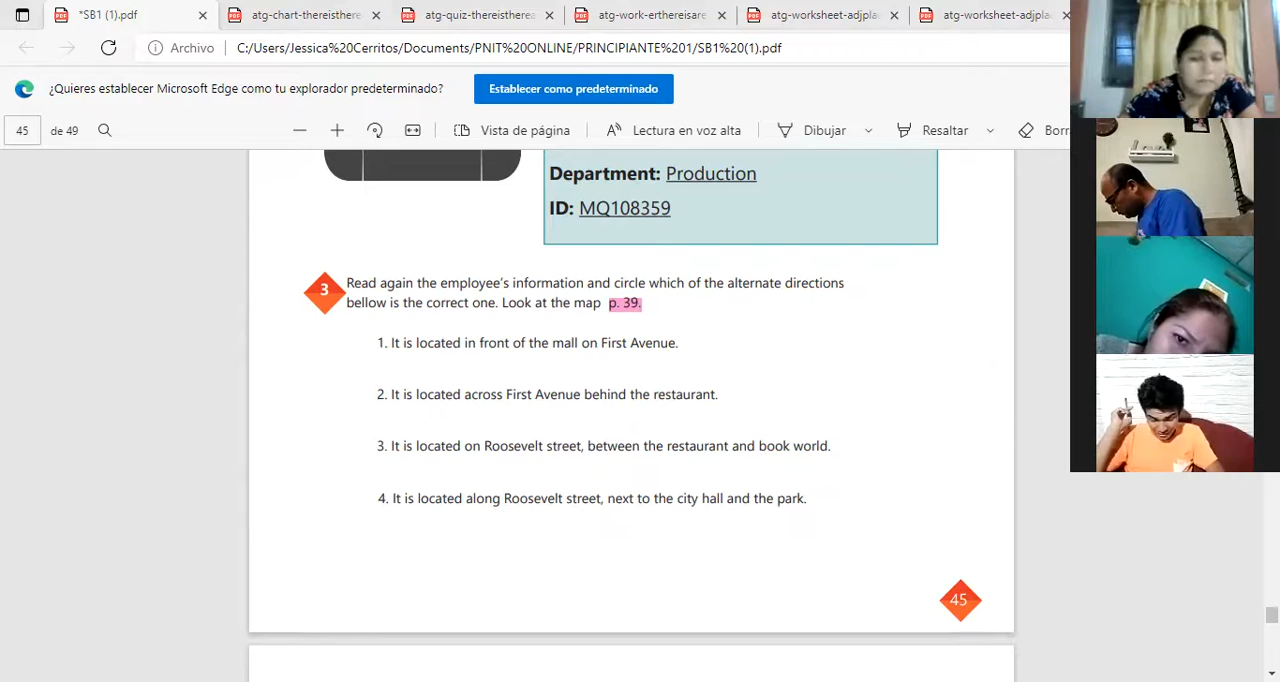 *SB1 (1).pdf
atg-chart-thereisthere
atg-quiz-thereistherea
atg-work-erthereisare
atg-worksheet-adjpla
atg-worksheet-adjpla
Archivo
C:/Users/Jessica%20Cerritos/Documents/PNIT%20ONLINE/PRINCIPIANTE%201/SB1%20(1).pdf
¿Quieres establecer Microsoft Edge como tu explorador predeterminado?
Establecer como predeterminado
45 de 49
Vista de página
Lectura en voz alta
Dibujar
Resaltar
Borr
Department: Production
ID: MQ108359
3
Read again the employee's information and circle which of the alternate directions
bellow is the correct one. Look at the map p. 39.
1. It is located in front of the mall on First Avenue.
2. It is located across First Avenue behind the restaurant.
3. It is located on Roosevelt street, between the restaurant and book world.
4. It is located along Roosevelt street, next to the city hall and the park.
45